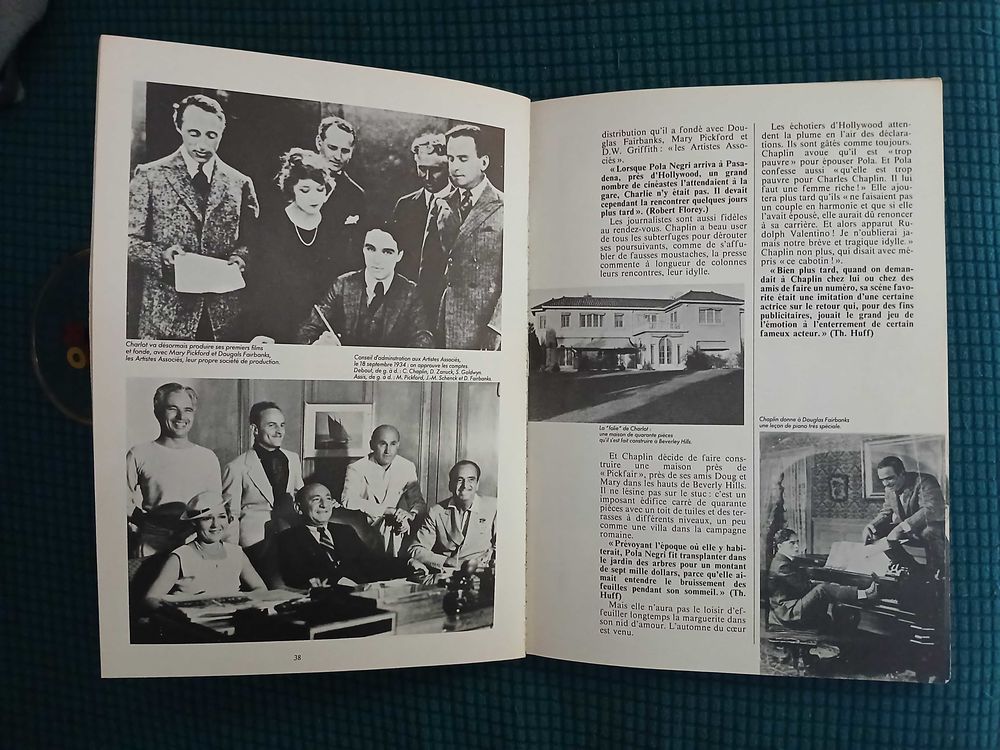 Charlot va désormais produire ses premiers films
et fonde, avec Mary Pickford et Dougals Fairbanks,
les Artistes Associés, leur propre société de production.
Conseil d'adminstration aux Artistes Associés,
le 18 septembre 1934 : on approuve les comptes.
Debout, de g. à d. : C. Chaplin, D. Zanuck, S. Goldwyn.
Assis, de g. à d. : M. Pickford, J.-M. Schenck et D. Fairbanks.
38
distribution qu'il a fondé avec Dou-
glas Fairbanks, Mary Pickford et
D.W. Griffith : « les Artistes Asso-
ciés ».
« Lorsque Pola Negri arriva à Pasa-
dena, près d'Hollywood, un grand
nombre de cinéastes l'attendaient à la
gare, Charlie n'y était pas. Il devait
cependant la rencontrer quelques jours
plus tard ». (Robert Florey.)
Les journalistes sont aussi fidèles
au rendez-vous. Chaplin a beau user
de tous les subterfuges pour dérouter
ses poursuivants, comme de s'affu-
bler de fausses moustaches, la presse
commente à longueur de colonnes
leurs rencontres, leur idylle.
La "folie" de Charlot :
une maison de quarante pièces
qu'il s'est fait construire à Beverley Hills.
Et Chaplin décide de faire cons-
truire une maison près de
« Pickfair », près de ses amis Doug et
Mary dans les hauts de Beverly Hills.
Il ne lésine pas sur le stuc : c'est un
imposant édifice carré de quarante
pièces avec un toit de tuiles et des ter-
rasses à différents niveaux, un peu
comme une villa dans la campagne
romaine.
« Prévoyant l'époque où elle y habi-
terait, Pola Negri fit transplanter dans
le jardin des arbres pour un montant
de sept mille dollars, parce qu'elle ai-
mait entendre le bruissement des
feuilles pendant son sommeil. » (Th.
Huff)
Mais elle n'aura pas le loisir d'ef-
feuiller longtemps la marguerite dans
son nid d'amour. L'automne du cœur
est venu.
Les échotiers d'Hollywood atten-
dent la plume en l'air des déclara-
tions. Ils sont gâtés comme toujours.
Chaplin avoue qu'il est « trop
pauvre » pour épouser Pola. Et Pola
confesse aussi « qu'elle est trop
pauvre pour Charles Chaplin. Il lui
faut une femme riche ! » Elle ajou-
tera plus tard qu'ils « ne faisaient pas
un couple en harmonie et que si elle
l'avait épousé, elle aurait dû renoncer
à sa carrière. Et alors apparut Ru-
dolph Valentino ! Je n'oublierai ja-
mais notre brève et tragique idylle. »
Chaplin non plus, qui disait avec mé-
pris « ce cabotin ! ».
« Bien plus tard, quand on deman-
dait à Chaplin chez lui ou chez des
amis de faire un numéro, sa scène favo-
rite était une imitation d'une certaine
actrice sur le retour qui, pour des fins
publicitaires, jouait le grand jeu de
l'émotion à l'enterrement de certain
fameux acteur. » (Th. Huff)
Chaplin donne à Douglas Fairbanks
une leçon de piano très spéciale.